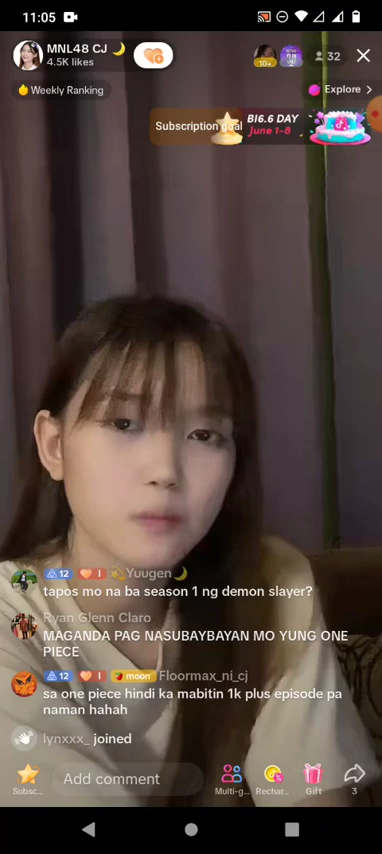 11:05
MNL48 CJ 🌙
4.5K likes
10+
32
Weekly Ranking
Explore >
Subscription goal
BI6.6 DAY
June 1-8
12 I 💫Yuugen🌙
tapos mo na ba season 1 ng demon slayer?
Ryan Glenn Claro
MAGANDA PAG NASUBAYBAYAN MO YUNG ONE
PIECE
12 I moon Floormax_ni_cj
sa one piece hindi ka mabitin 1k plus episode pa
naman hahah
lynxxx_ joined
Add comment
Subsc...
Multi-g...
Rechar...
Gift
3